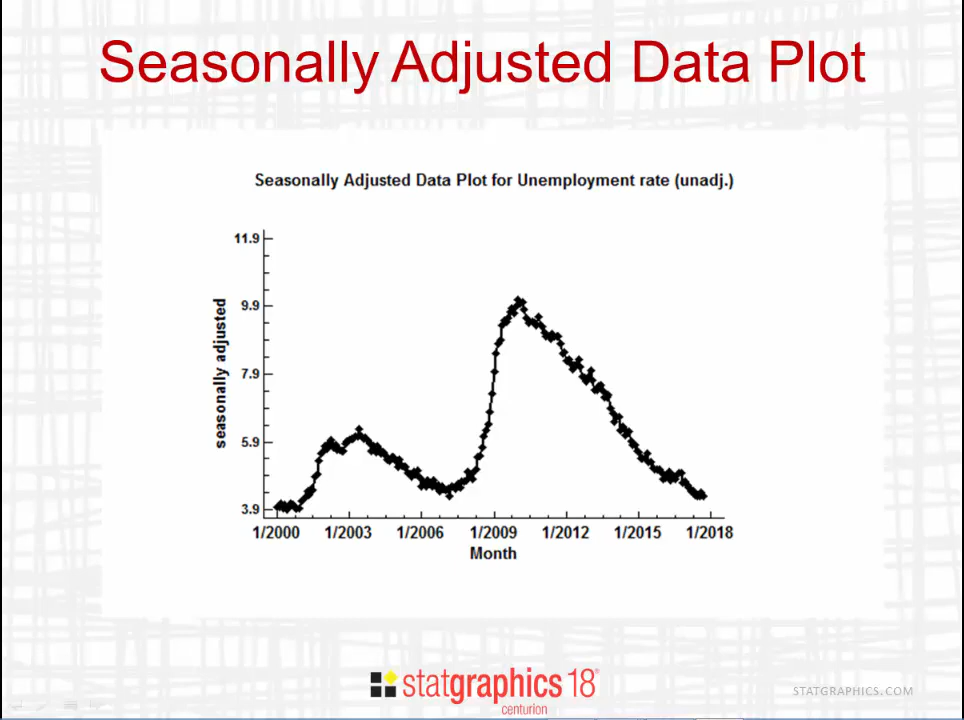 Seasonally Adjusted Data Plot
Seasonally Adjusted Data Plot for Unemployment rate (unadj.)
11.9
9.9
7.9
5.9
3.9
seasonally adjusted
1/2000 1/2003 1/2006 1/2009 1/2012 1/2015 1/2018
Month
statgraphics 18®
centurion
STATGRAPHICS.COM